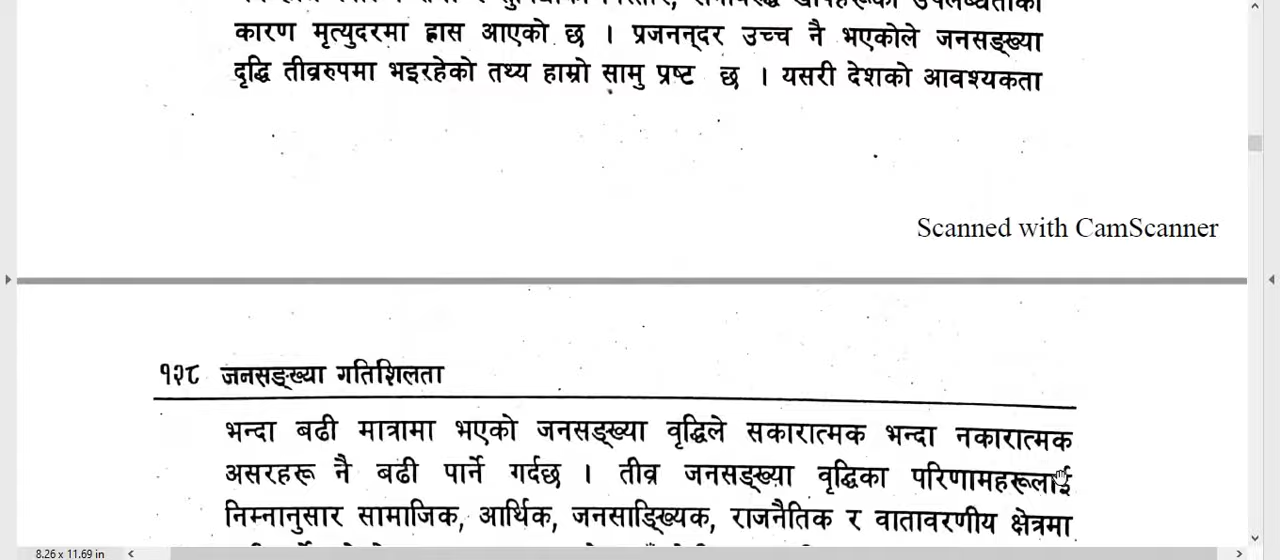 कारण मृत्युदरमा ह्रास आएको छ । प्रजनन्दर उच्च नै भएकोले जनसङ्ख्या
दृद्धि तीव्ररुपमा भइरहेको तथ्य हाम्रो सामु प्रष्ट छ । यसरी देशको आवश्यकता
Scanned with CamScanner
१२८ जनसङ्ख्या गतिशिलता
भन्दा बढी मात्रामा भएको जनसङ्ख्या वृद्धिले सकारात्मक भन्दा नकारात्मक
असरहरू नै बढी पार्ने गर्दछ । तीव्र जनसङ्ख्या वृद्धिका परिणामहरूलाई
निम्नानुसार सामाजिक, आर्थिक, जनसाङ्ख्यिक, राजनैतिक र वातावरणीय क्षेत्रमा
8.26 x 11.69 in